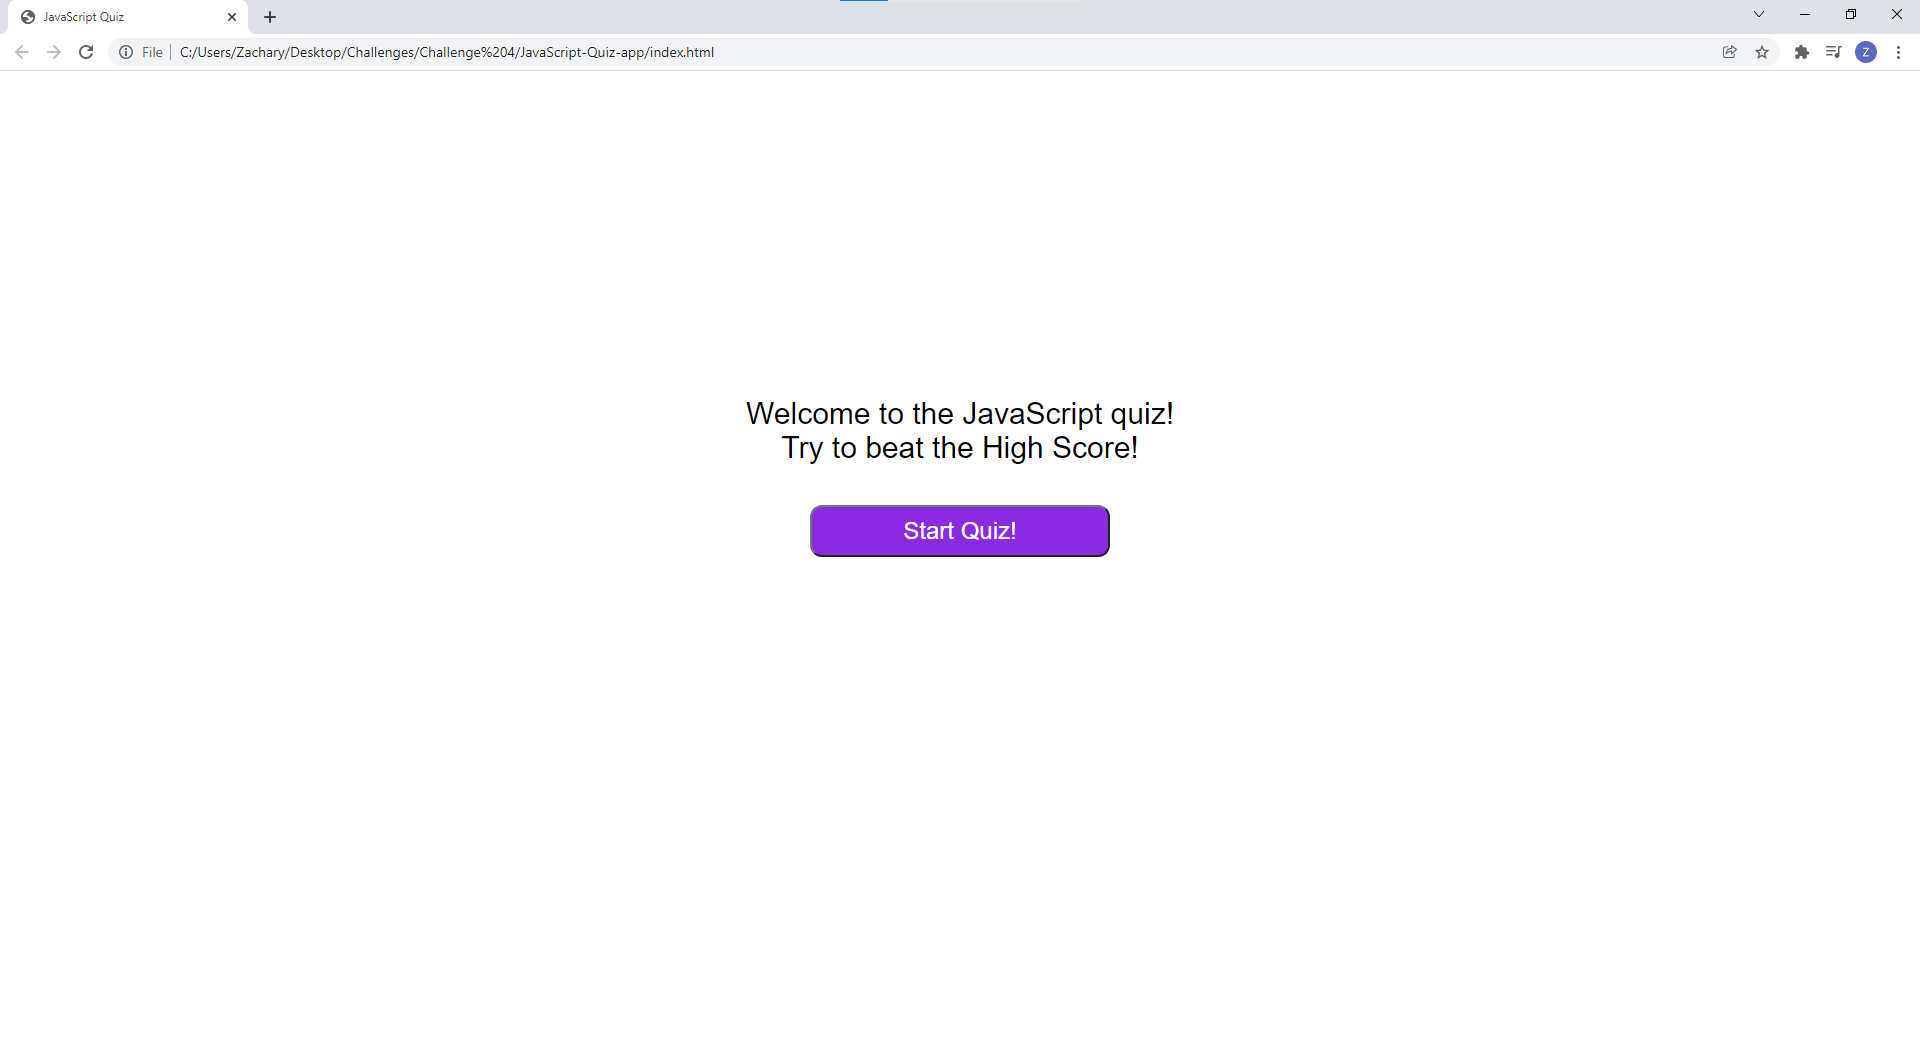 JavaScript Quiz
File C:/Users/Zachary/Desktop/Challenges/Challenge%204/JavaScript-Quiz-app/index.html
Z
Welcome to the JavaScript quiz!
Try to beat the High Score!
Start Quiz!